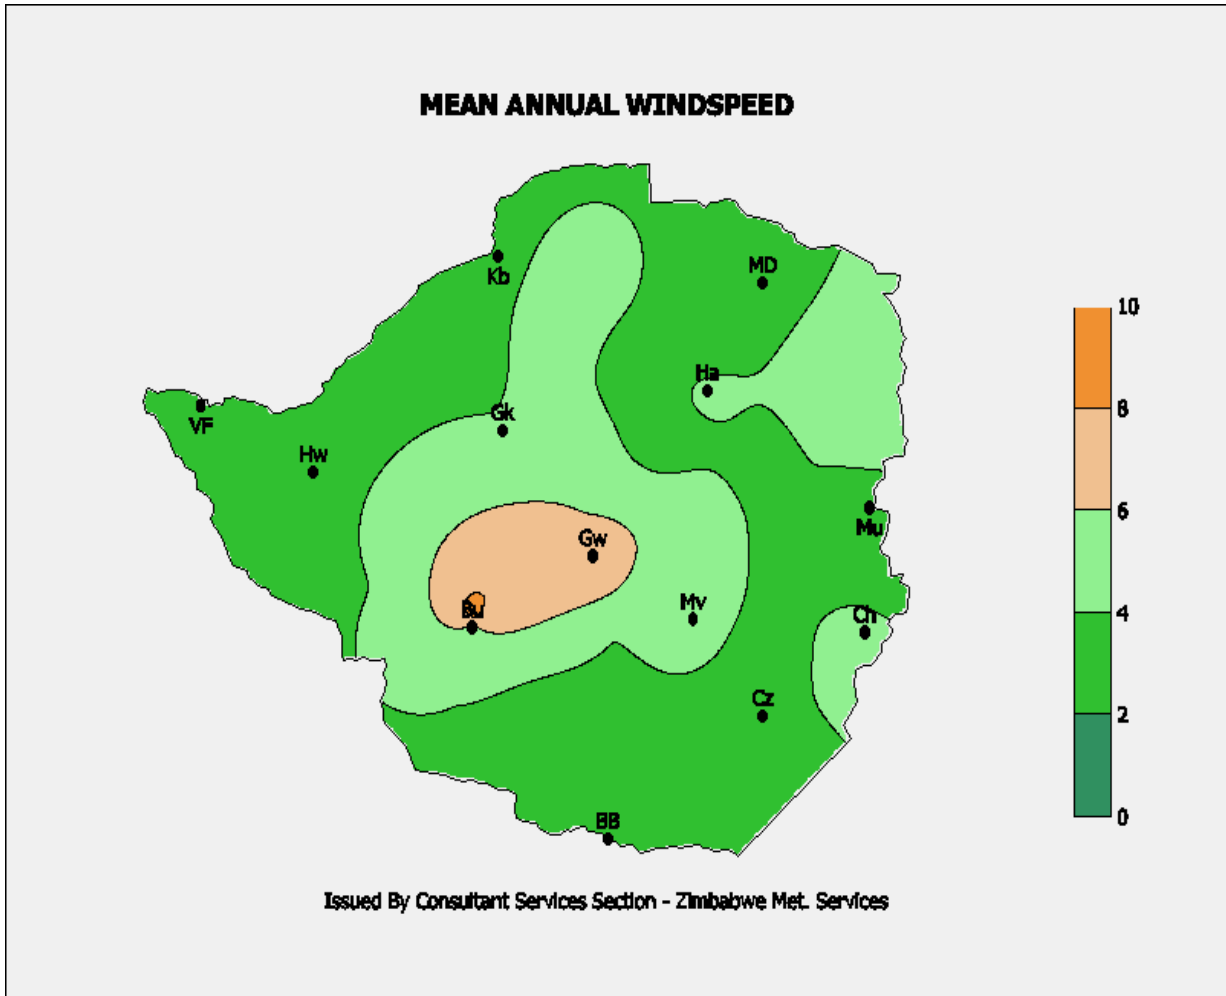 MEAN ANNUAL WINDSPEED
Kb
MD
10
Ha
8
Gk
VF
Hw
6
Mu
Gw
4
Mv
Bu
Ch
Cz
2
BB
0
Issued By Consultant Services Section - Zimbabwe Met. Services